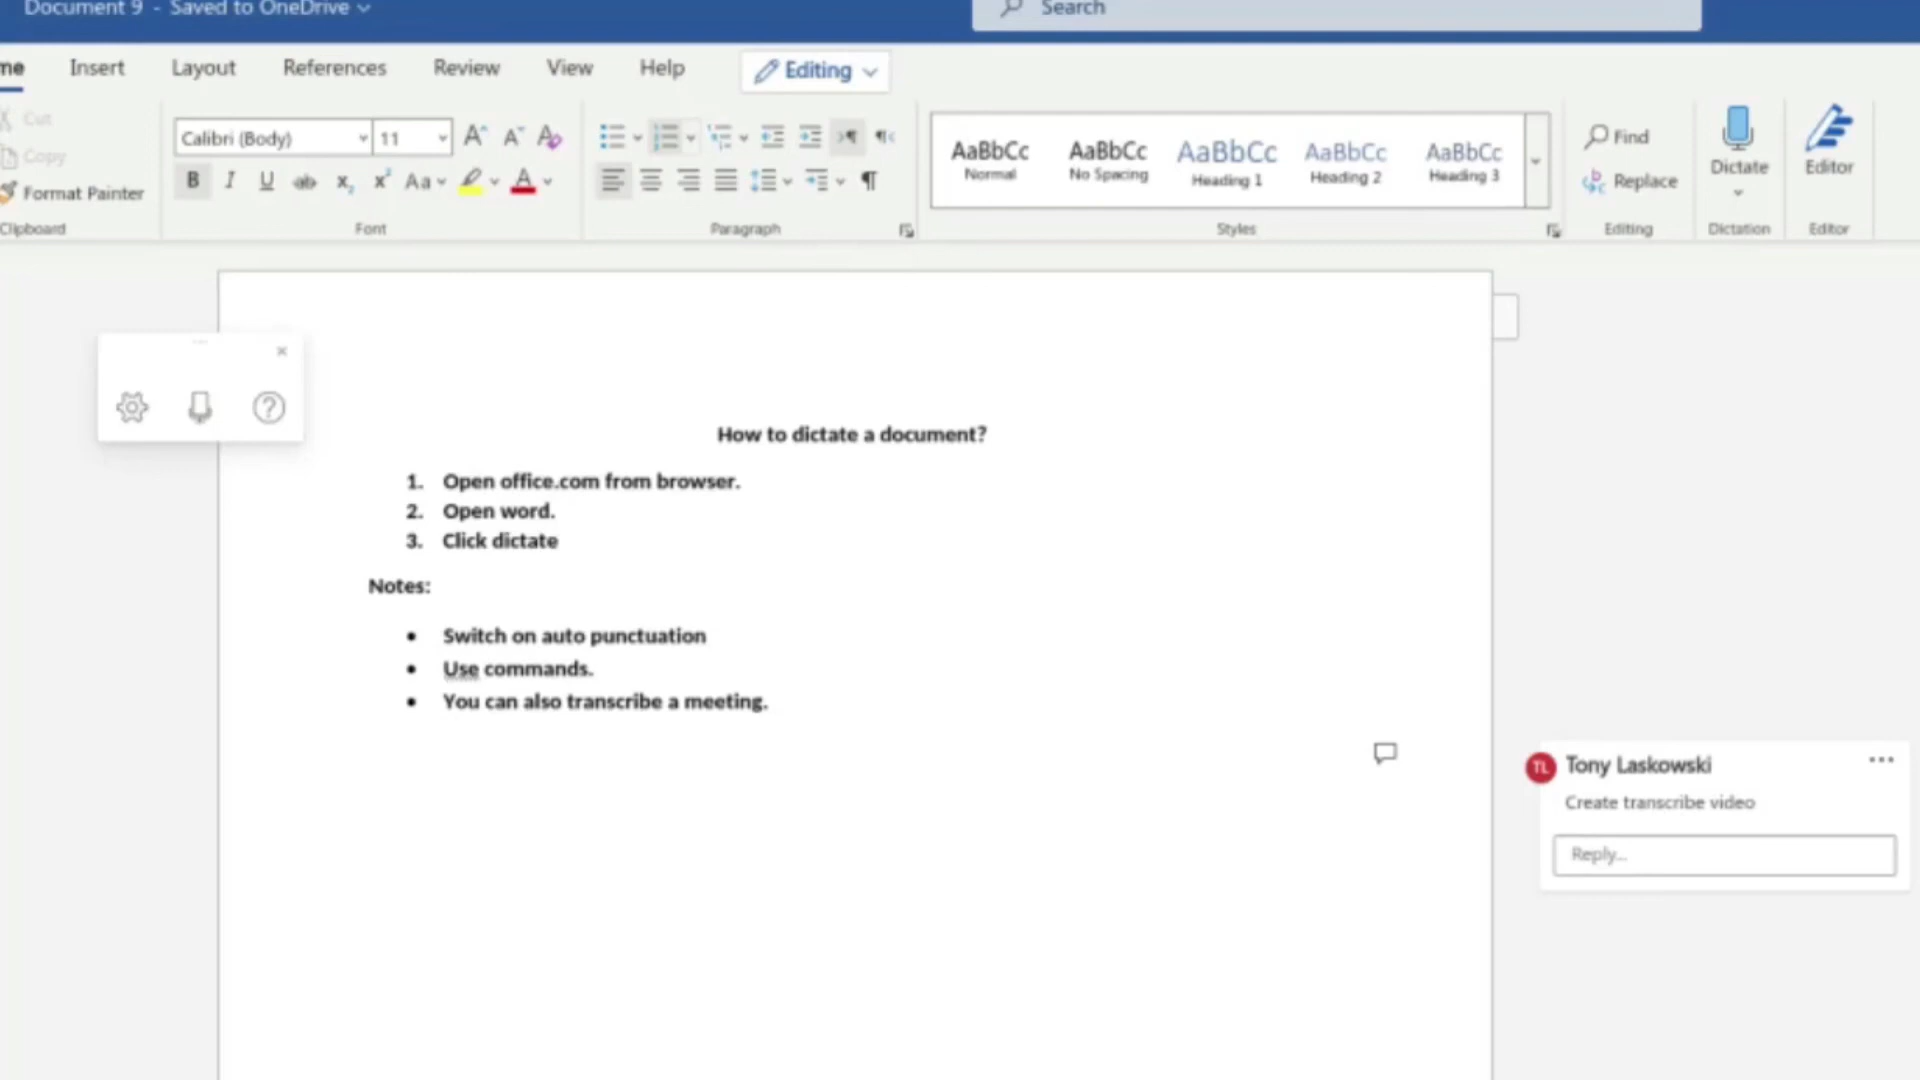 Document 9 - Saved to OneDrive
Search
me Insert Layout References Review View Help Editing
Cut
Copy
Format Painter
Clipboard
Calibri (Body) 11
B I U ab x x Aa A
Font
Paragraph
AaBbCc AaBbCc AaBbCc AaBbCc AaBbCc
Normal No Spacing Heading 1 Heading 2 Heading 3
Styles
Find
Replace
Editing
Dictate
Dictation
Editor
Editor
How to dictate a document?
1. Open office.com from browser.
2. Open word.
3. Click dictate
Notes:
• Switch on auto punctuation
• Use commands.
• You can also transcribe a meeting.
TL Tony Laskowski
Create transcribe video
Reply...